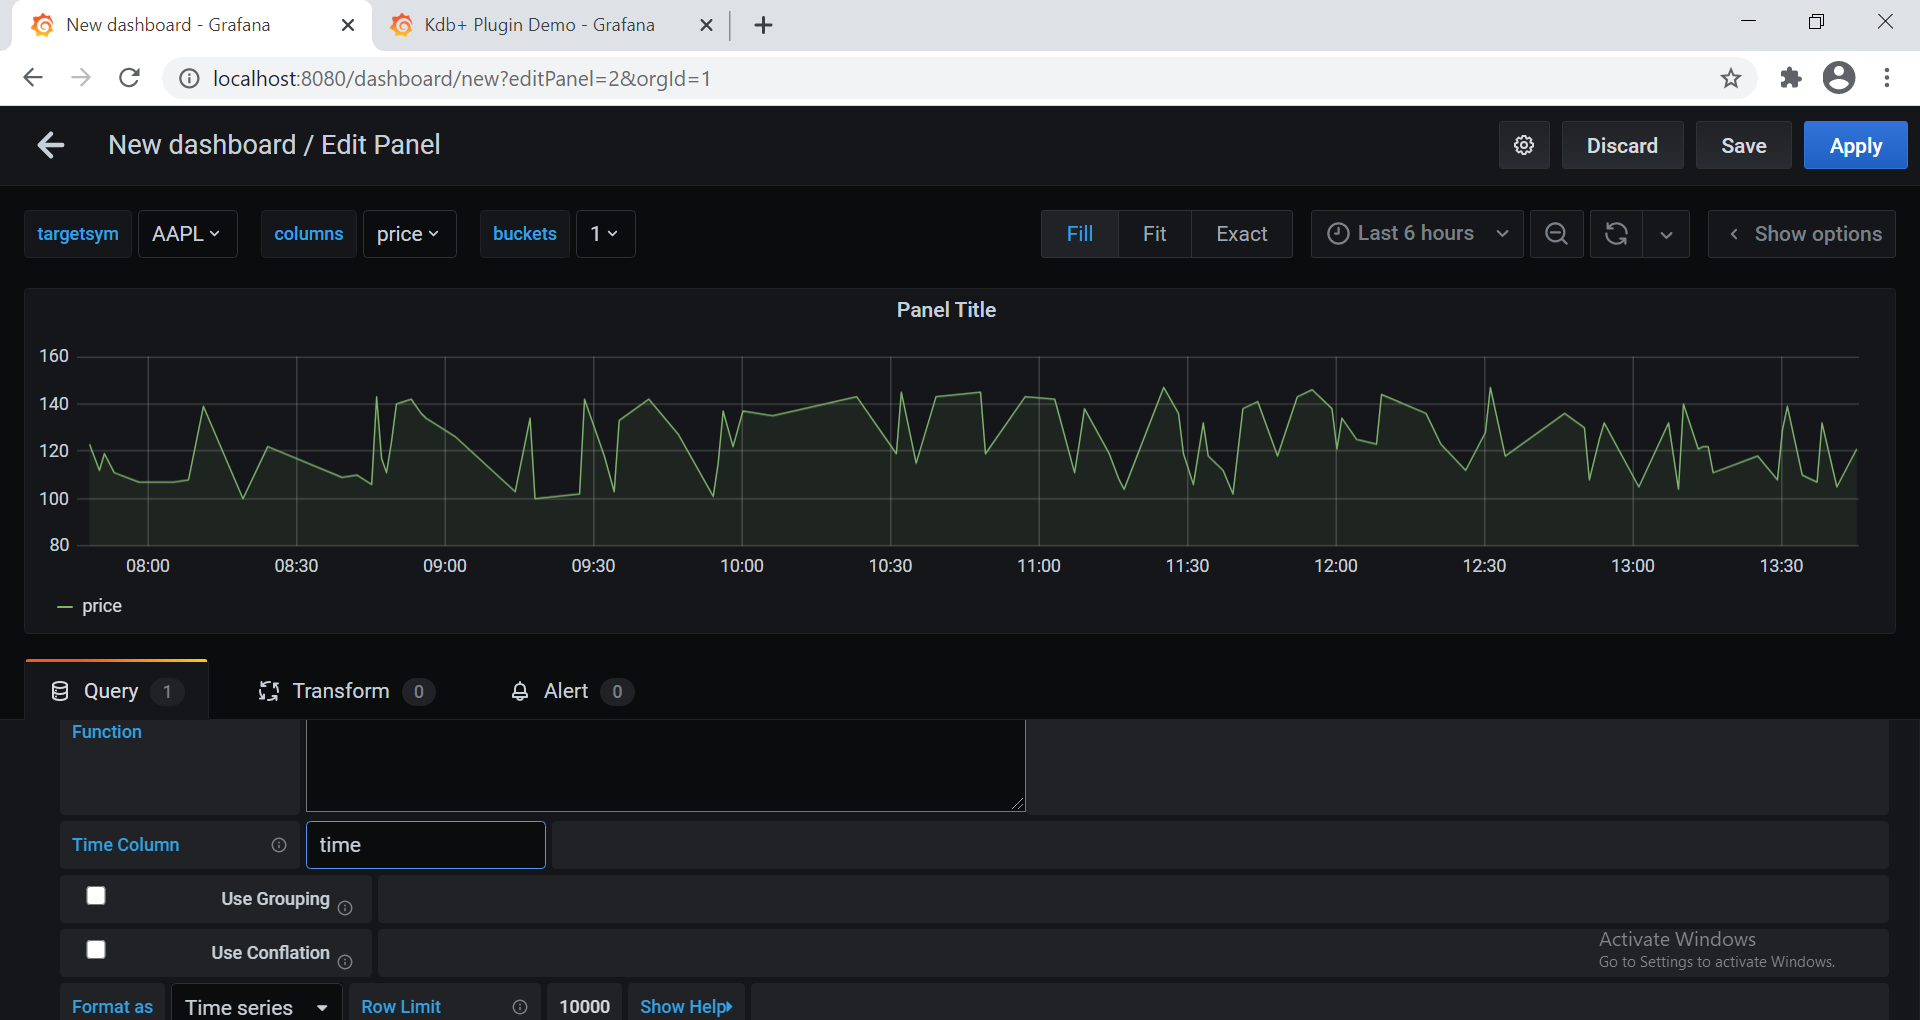 New dashboard - Grafana
Kdb+ Plugin Demo - Grafana
localhost:8080/dashboard/new?editPanel=2&orgId=1
New dashboard / Edit Panel
Discard
Save
Apply
targetsym
AAPL
columns
price
buckets
1
Fill
Fit
Exact
Last 6 hours
Show options
Panel Title
160
140
120
100
80
08:00 08:30 09:00 09:30 10:00 10:30 11:00 11:30 12:00 12:30 13:00 13:30
price
Query 1
Transform 0
Alert 0
Function
Time Column
time
Use Grouping
Use Conflation
Activate Windows
Go to Settings to activate Windows.
Format as
Time series
Row Limit
10000
Show Help